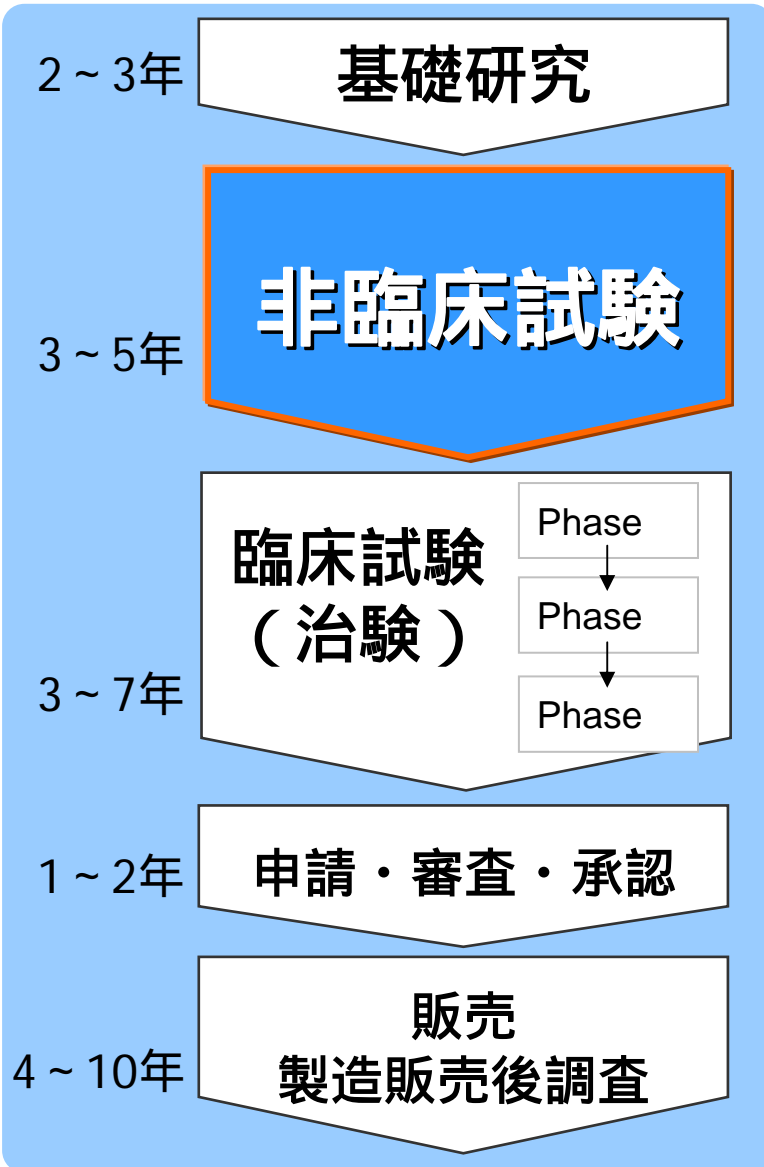 2~3年
基礎研究
3~5年
非臨床試験
3~7年
臨床試験
(治験)
Phase
Phase
Phase
1~2年
申請・審査・承認
4~10年
販売
製造販売後調査